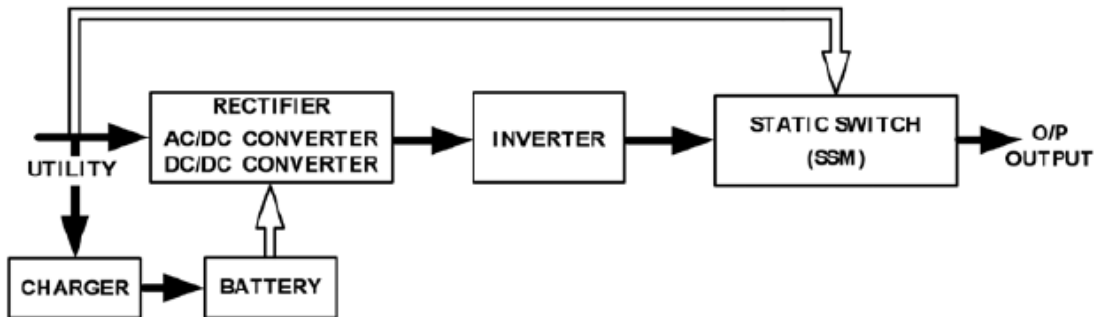 RECTIFIER
AC/DC CONVERTER
DC/DC CONVERTER
INVERTER
STATIC SWITCH
(SSM)
O/P
OUTPUT
UTILITY
CHARGER
BATTERY